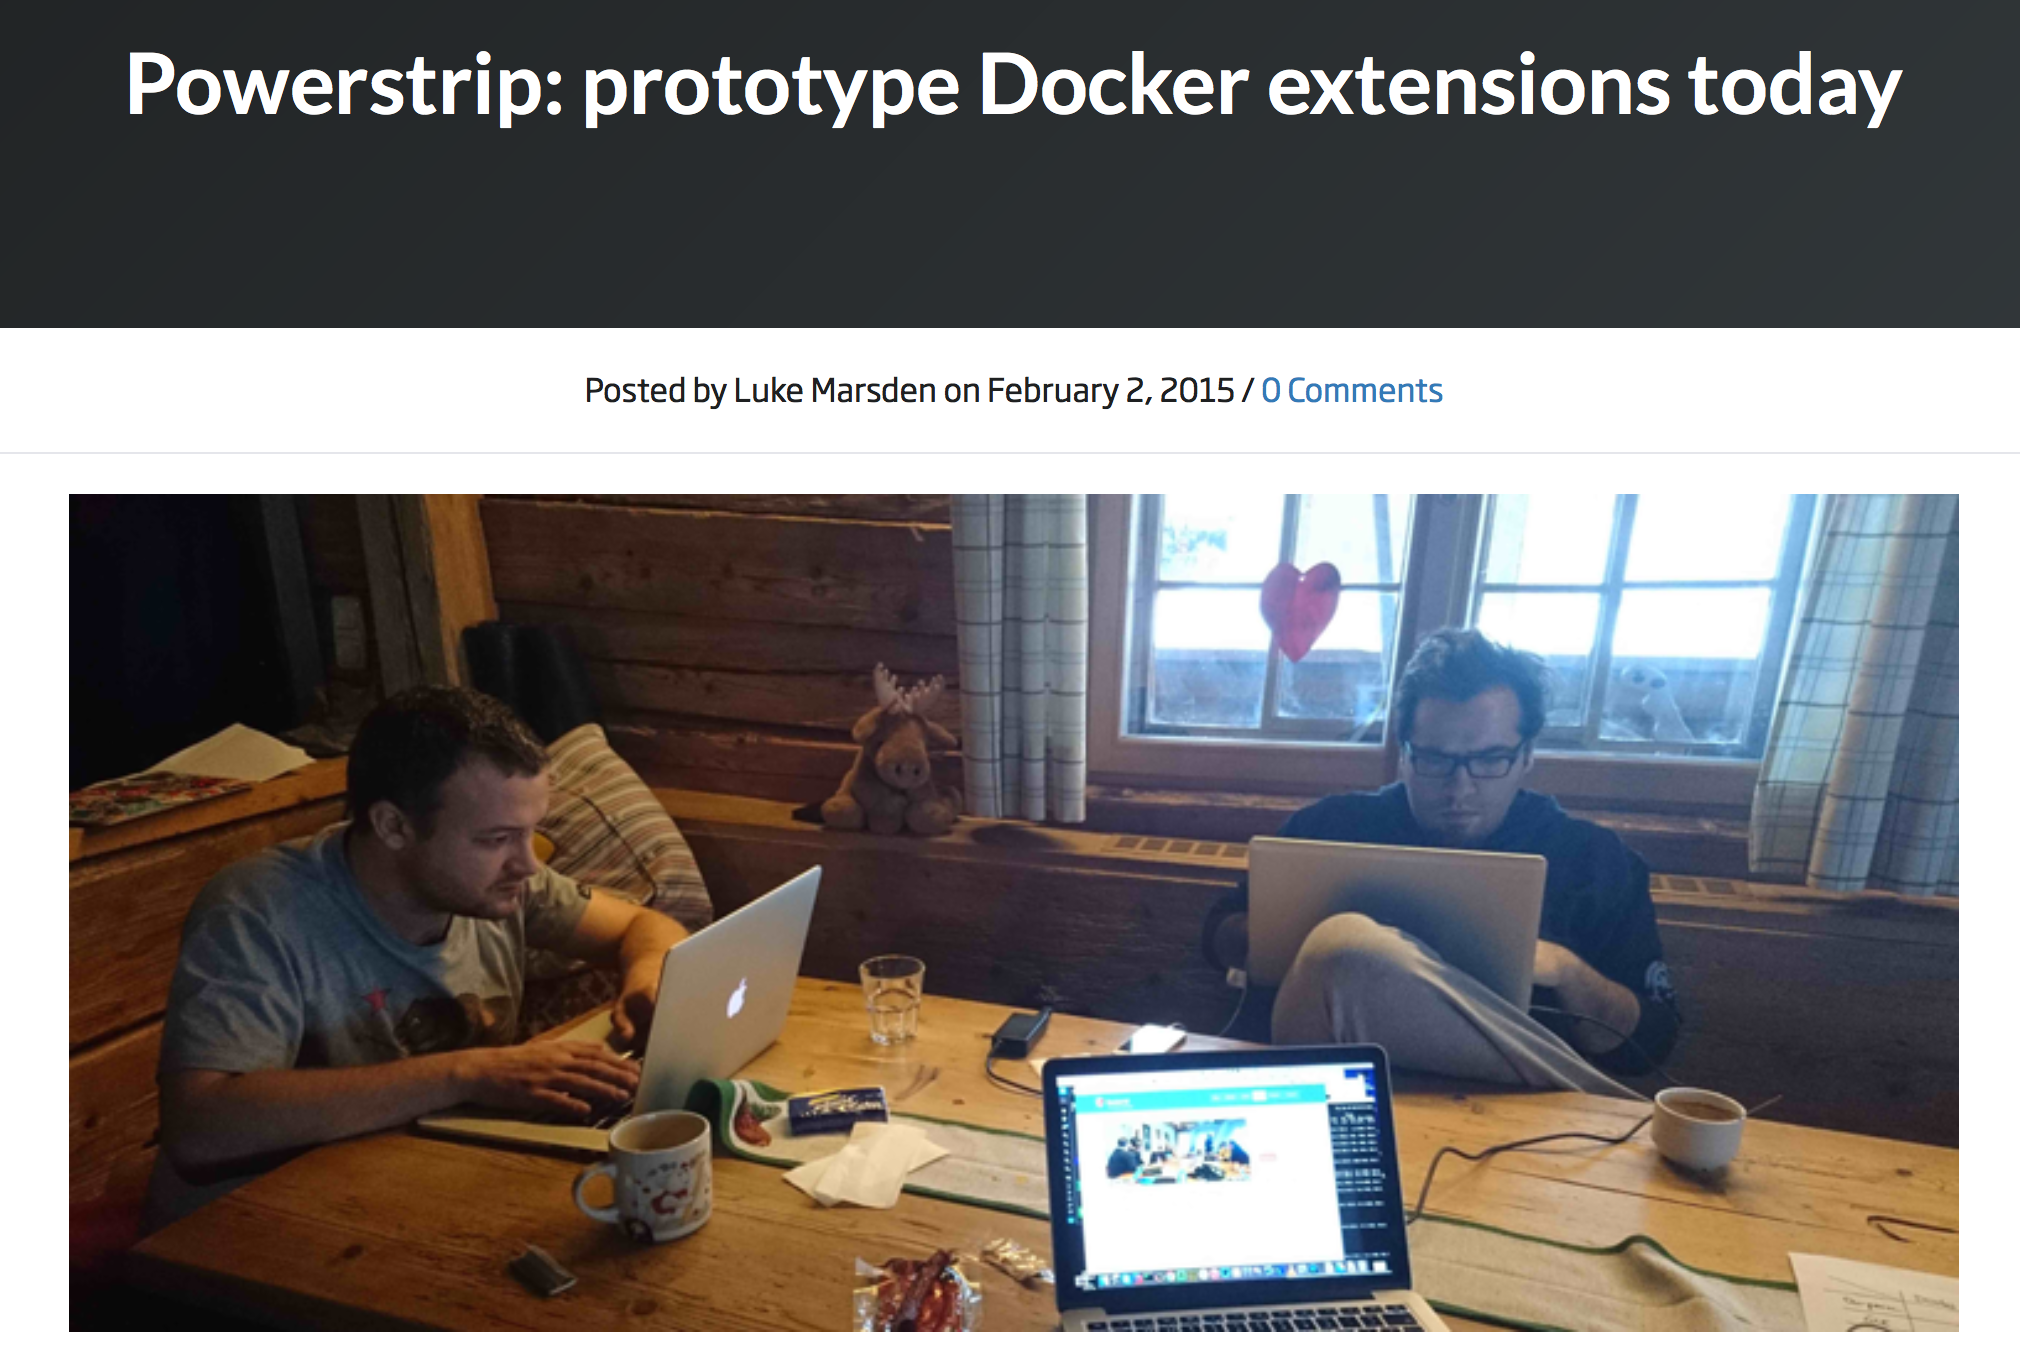 Powerstrip: prototype Docker extensions today
Posted by Luke Marsden on February 2, 2015 / 0 Comments